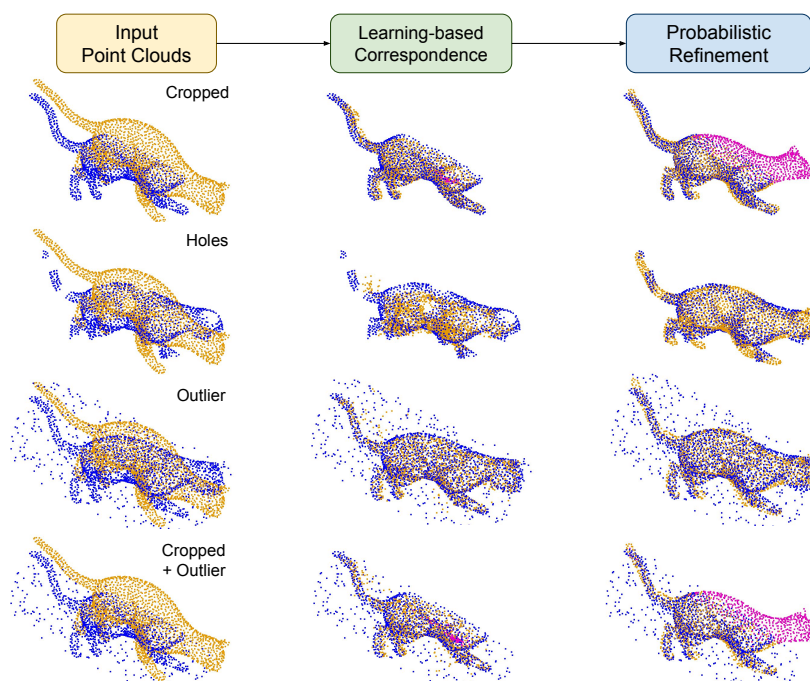 Input
Point Clouds
Learning-based
Correspondence
Probabilistic
Refinement
Cropped
Holes
Outlier
Cropped
+ Outlier